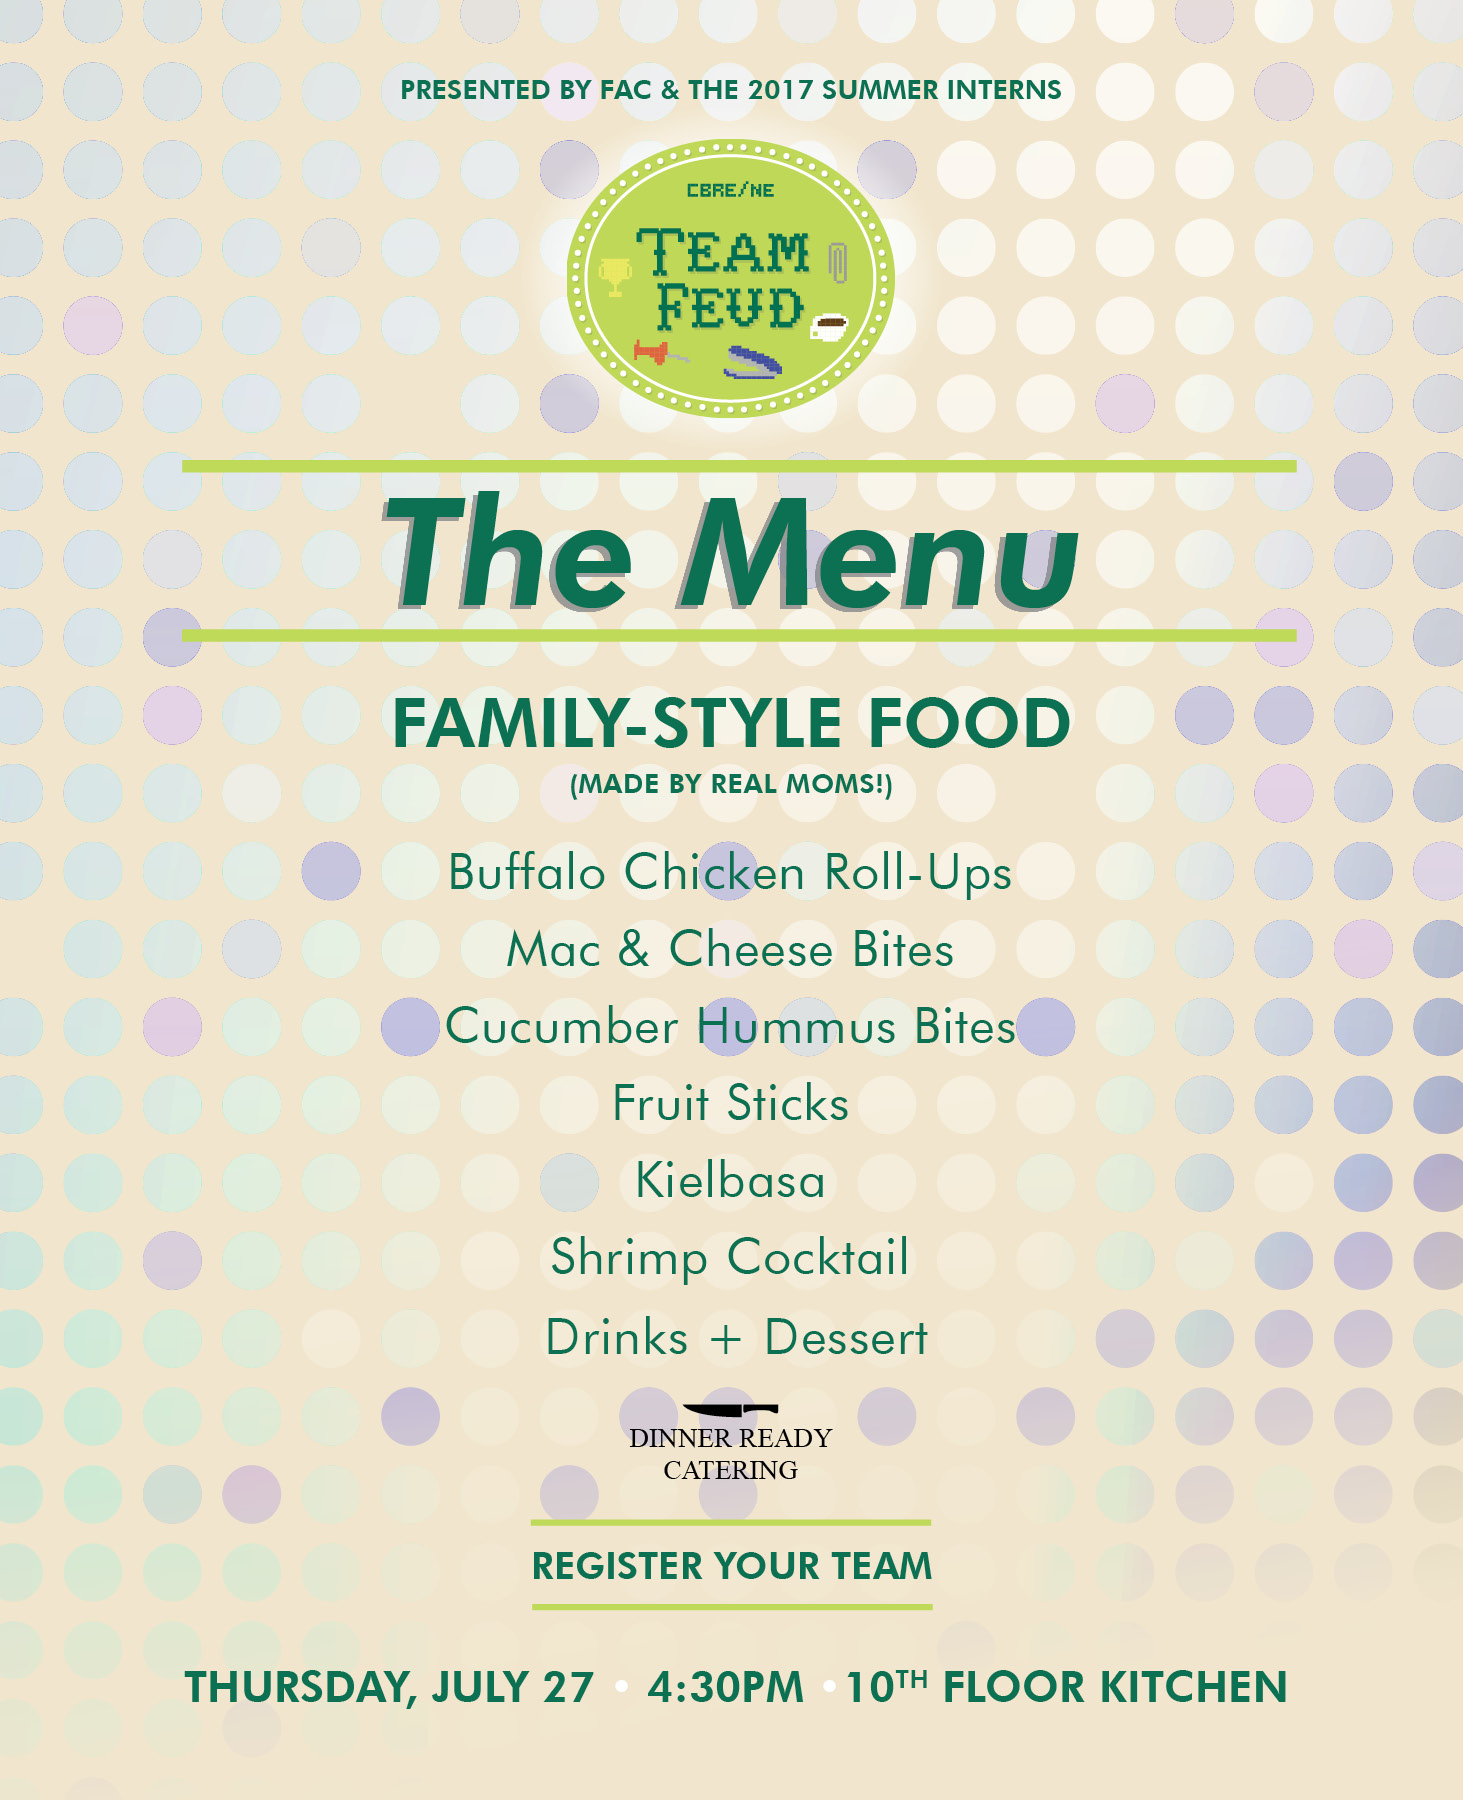 PRESENTED BY FAC & THE 2017 SUMMER INTERNS
CBRE/NE
TEAM
FEUD
The Menu
FAMILY-STYLE FOOD
(MADE BY REAL MOMS!)
Buffalo Chicken Roll-Ups
Mac & Cheese Bites
Cucumber Hummus Bites
Fruit Sticks
Kielbasa
Shrimp Cocktail
Drinks + Dessert
DINNER READY
CATERING
REGISTER YOUR TEAM
THURSDAY, JULY 27 • 4:30PM • 10TH FLOOR KITCHEN